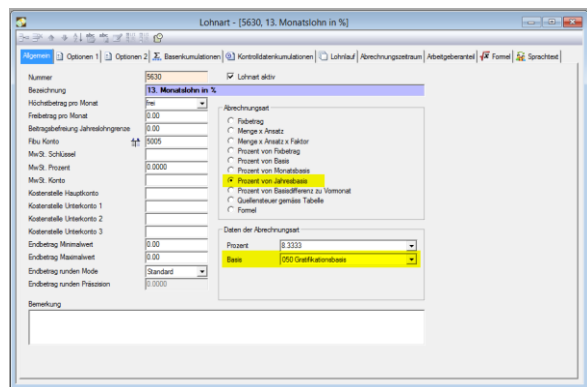 Lohnart - [5630, 13. Monatslohn in %]
Allgemein Optionen 1 Optionen 2 Basenkumulationen Kontrolldatenkumulationen Lohnlauf Abrechnungszeitraum Arbeitgeberanteil Formel Sprachtext
Nummer 5630 Lohnart aktiv
Bezeichnung 13. Monatslohn in %
Höchstbetrag pro Monat frei
Freibetrag pro Monat 0.00
Beitragsbefreiung Jahreslohngrenze 0.00
Fibu Konto 5005
MwSt. Schlüssel
MwSt. Prozent 0.0000
MwSt. Konto
Kostenstelle Hauptkonto
Kostenstelle Unterkonto 1
Kostenstelle Unterkonto 2
Kostenstelle Unterkonto 3
Endbetrag Minimalwert 0.00
Endbetrag Maximalwert 0.00
Endbetrag runden Mode Standard
Endbetrag runden Präzision 0.0000
Abrechnungsart
Fixbetrag
Menge x Ansatz
Menge x Ansatz x Faktor
Prozent von Fixbetrag
Prozent von Basis
Prozent von Monatsbasis
Prozent von Jahresbasis
Prozent von Basisdifferenz zu Vormonat
Quellensteuer gemäss Tabelle
Formel
Daten der Abrechnungsart
Prozent 8.3333
Basis 050 Gratifikationsbasis
Bemerkung